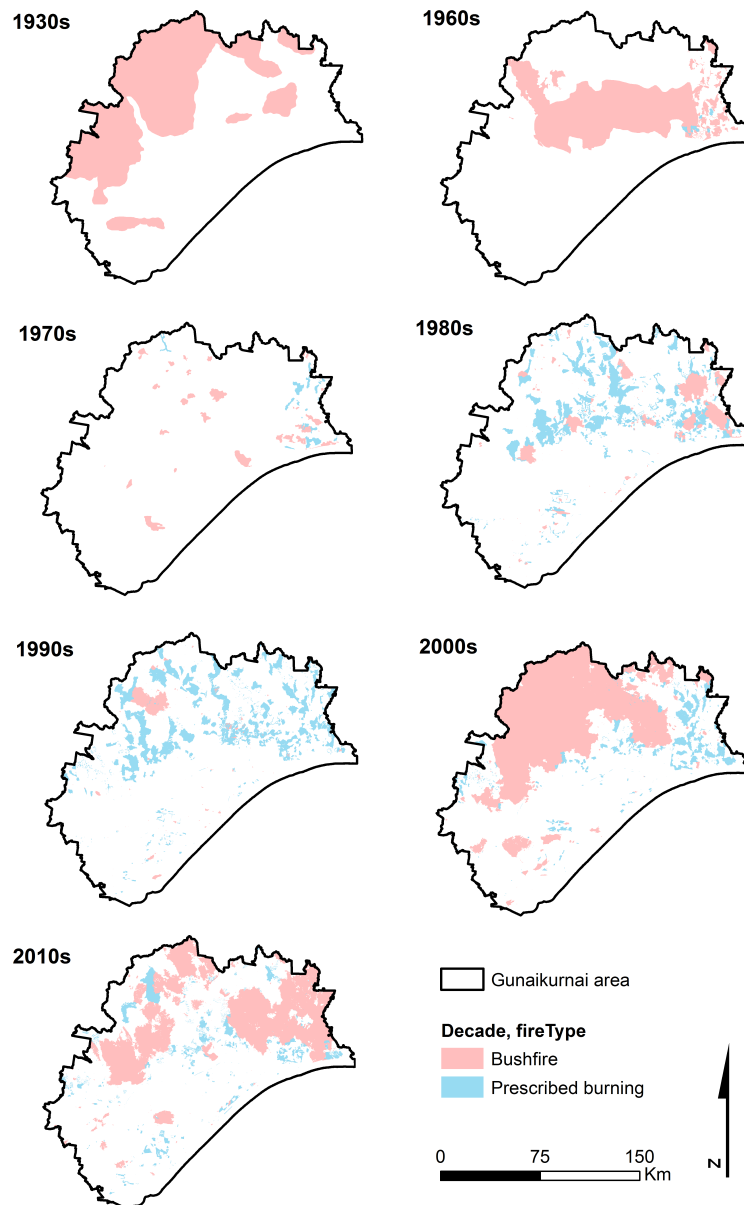 1930s
1960s
1970s
1980s
1990s
2000s
2010s
Gunaikurnai area
Decade, fireType
Bushfire
Prescribed burning
0 75 150
Km
N